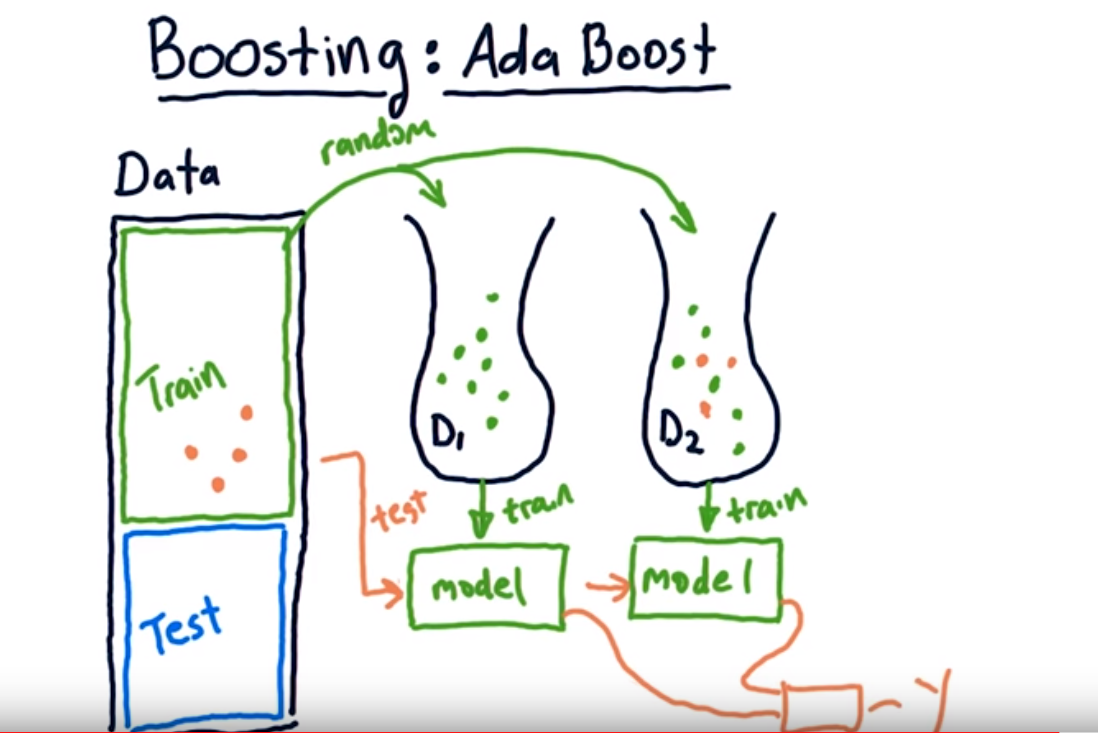 Boosting: Ada Boost
random
Data
Train
D1
D2
test
train
train
model
model
Test